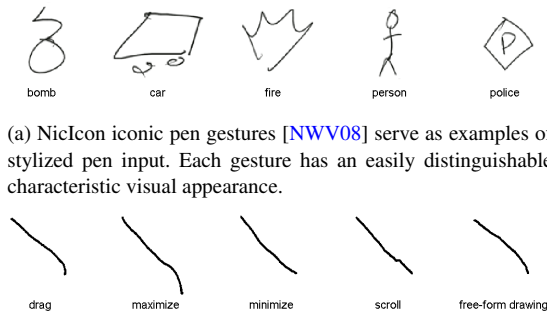 P
bomb car fire person police
(a) NicIcon iconic pen gestures [NWV08] serve as examples of
stylized pen input. Each gesture has an easily distinguishable
characteristic visual appearance.
drag maximize minimize scroll free-form drawing